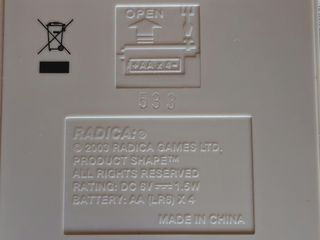 OPEN
+AA x 4-
533
RADICA:®
© 2003 RADICA GAMES LTD.
PRODUCT SHAPE™
ALL RIGHTS RESERVED
RATING: DC 6V⎓1.5W
BATTERY: AA (LR6) X 4
MADE IN CHINA